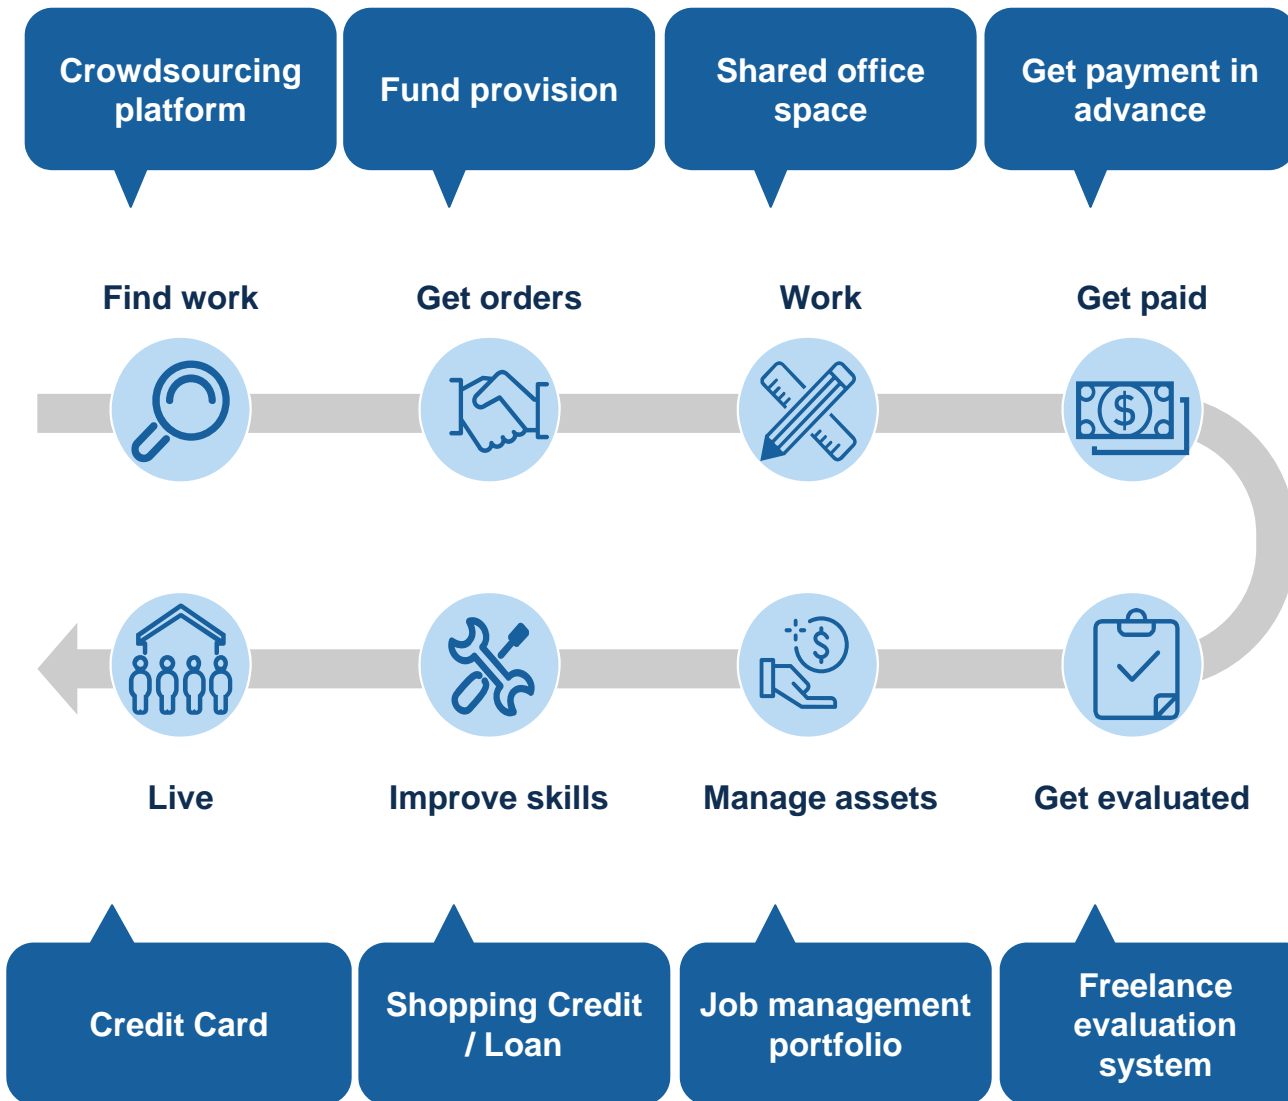 Crowdsourcing
platform
Fund provision
Shared office
space
Get payment in
advance
Find work
Get orders
Work
Get paid
$
$
Live
Improve skills
Manage assets
Get evaluated
Credit Card
Shopping Credit
/ Loan
Job management
portfolio
Freelance
evaluation
system